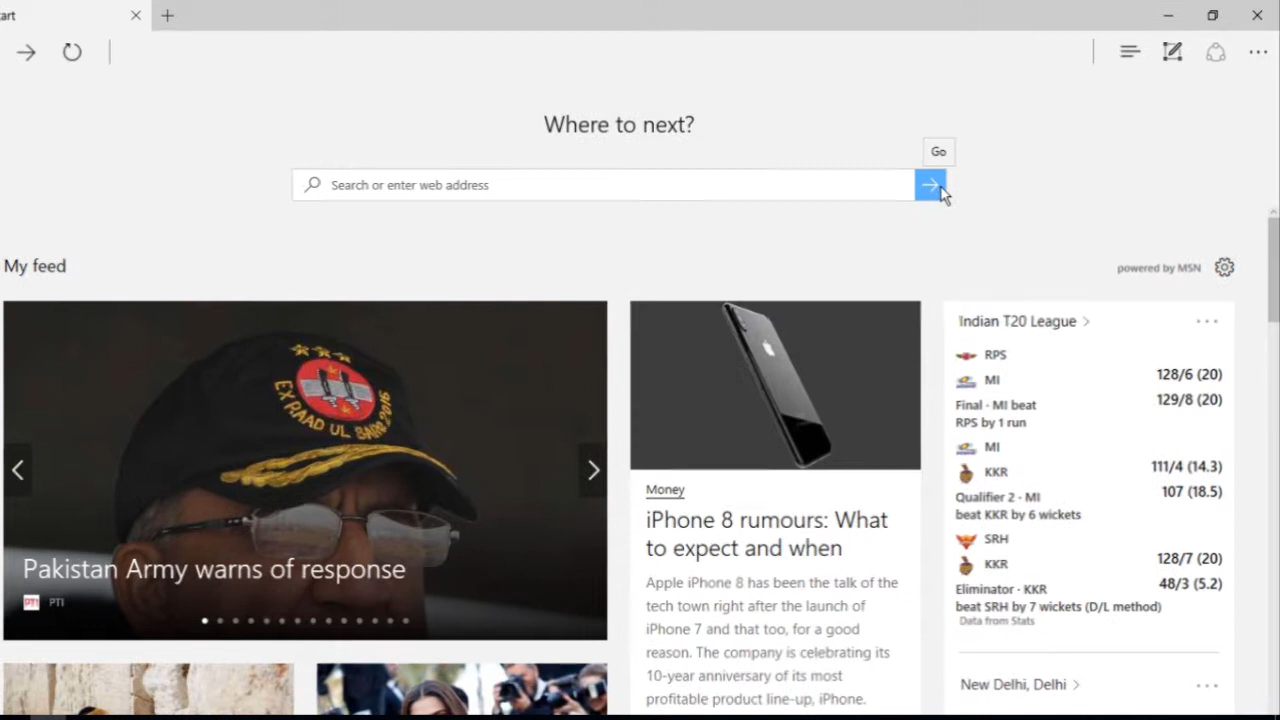 art
Where to next?
Go
Search or enter web address
My feed
powered by MSN
EX RAAD UL BARQ 2016
Pakistan Army warns of response
PTI PTI
Money
iPhone 8 rumours: What
to expect and when
Apple iPhone 8 has been the talk of the
tech town right after the launch of
iPhone 7 and that too, for a good
reason. The company is celebrating its
10-year anniversary of its most
profitable product line-up, iPhone.
Indian T20 League >
RPS
128/6 (20)
MI
129/8 (20)
Final · MI beat
RPS by 1 run
MI
111/4 (14.3)
KKR
107 (18.5)
Qualifier 2 · MI
beat KKR by 6 wickets
SRH
128/7 (20)
KKR
48/3 (5.2)
Eliminator · KKR
beat SRH by 7 wickets (D/L method)
Data from Stats
New Delhi, Delhi >